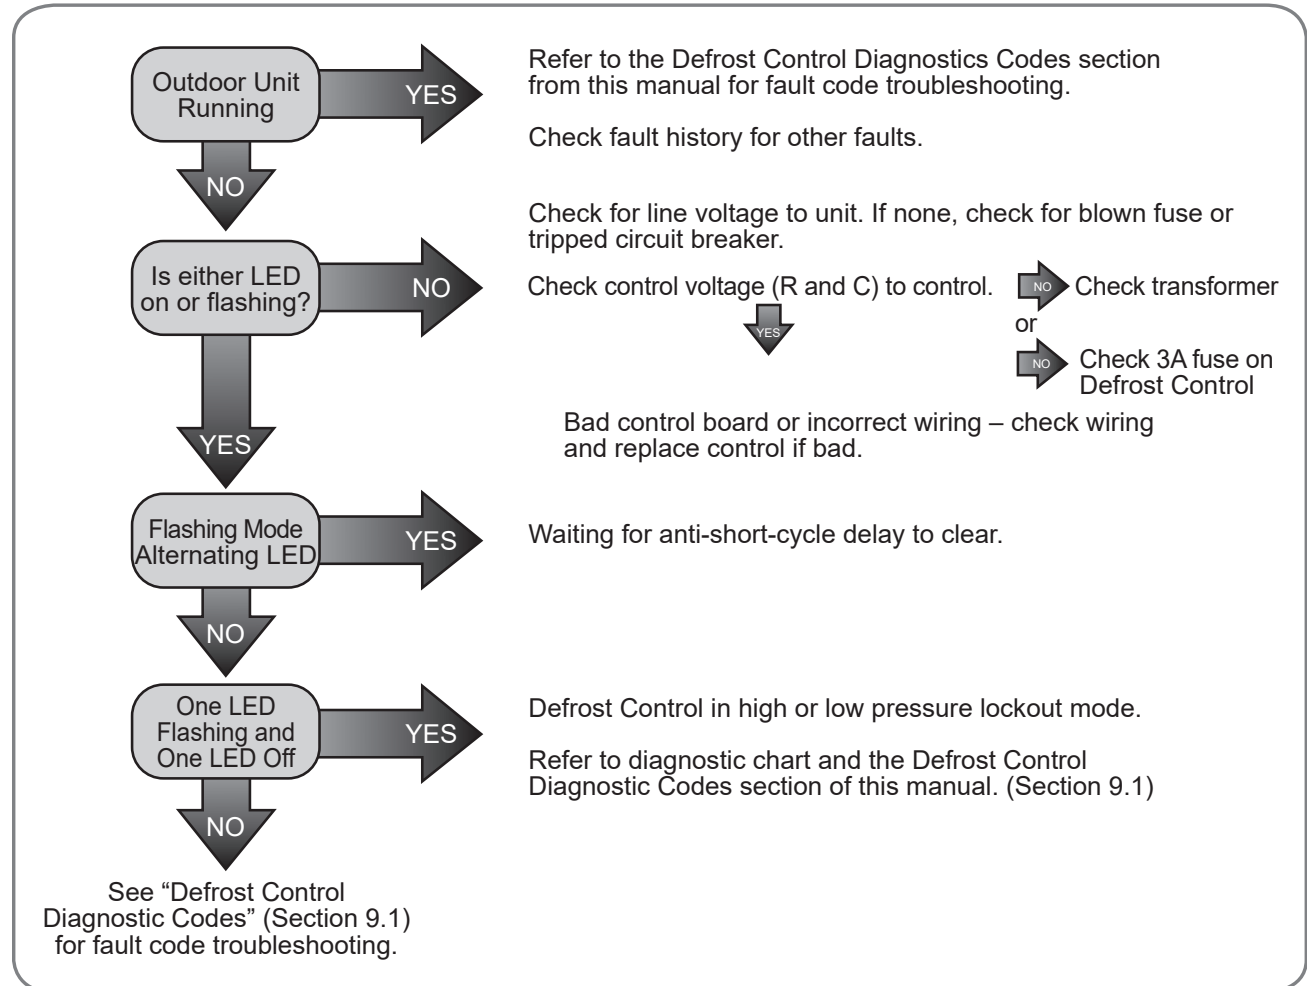 Outdoor Unit
Running
YES
Refer to the Defrost Control Diagnostics Codes section
from this manual for fault code troubleshooting.
Check fault history for other faults.
NO
Is either LED
on or flashing?
NO
Check for line voltage to unit. If none, check for blown fuse or
tripped circuit breaker.
Check control voltage (R and C) to control.
NO
Check transformer
or
NO
Check 3A fuse on
Defrost Control
YES
Bad control board or incorrect wiring – check wiring
and replace control if bad.
YES
Flashing Mode
Alternating LED
YES
Waiting for anti-short-cycle delay to clear.
NO
One LED
Flashing and
One LED Off
YES
Defrost Control in high or low pressure lockout mode.
Refer to diagnostic chart and the Defrost Control
Diagnostic Codes section of this manual. (Section 9.1)
NO
See “Defrost Control
Diagnostic Codes” (Section 9.1)
for fault code troubleshooting.